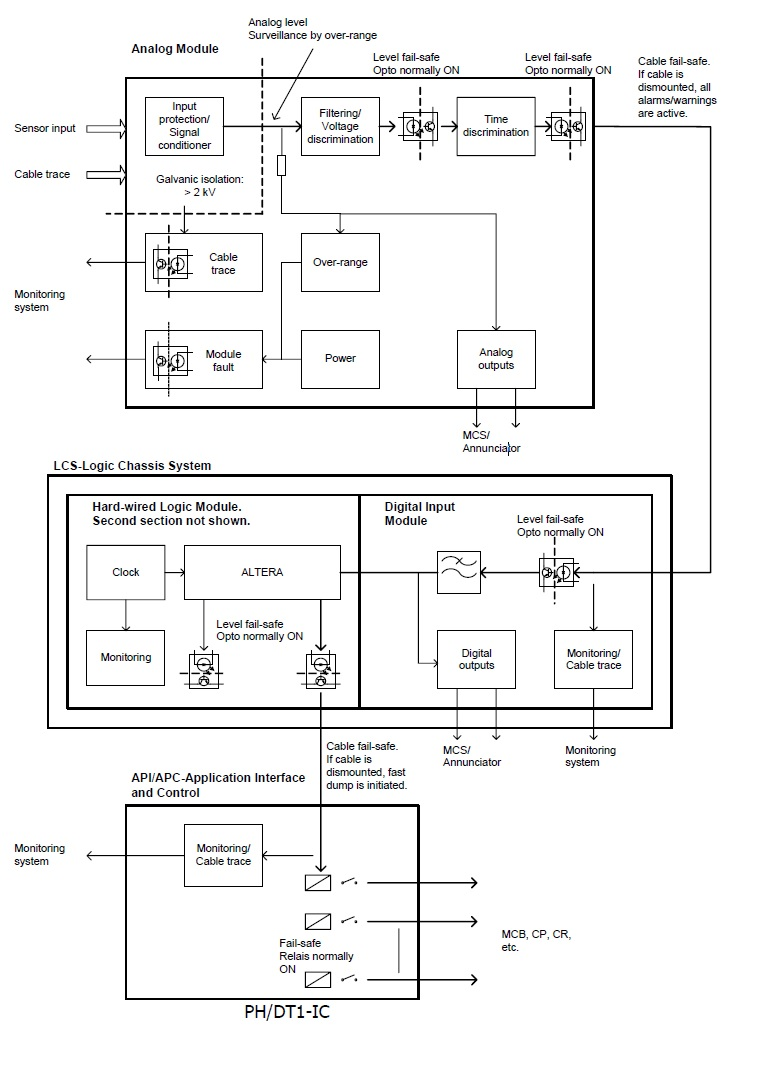 Analog level
Surveillance by over-range
Analog Module
Level fail-safe
Opto normally ON
Level fail-safe
Opto normally ON
Cable fail-safe.
If cable is
dismounted, all
alarms/warnings
are active.
Sensor input
Input
protection/
Signal
conditioner
Filtering/
Voltage
discrimination
Time
discrimination
Cable trace
Galvanic isolation:
> 2 kV
Cable
trace
Over-range
Monitoring
system
Module
fault
Power
Analog
outputs
MCS/
Annunciator
LCS-Logic Chassis System
Hard-wired Logic Module.
Second section not shown.
Digital Input
Module
Level fail-safe
Opto normally ON
Clock
ALTERA
Level fail-safe
Opto normally ON
Monitoring
Digital
outputs
Monitoring/
Cable trace
Cable fail-safe.
If cable is
dismounted, fast
dump is initiated.
MCS/
Annunciator
Monitoring
system
API/APC-Application Interface
and Control
Monitoring
system
Monitoring/
Cable trace
Fail-safe
Relais normally
ON
MCB, CP, CR,
etc.
PH/DT1-IC